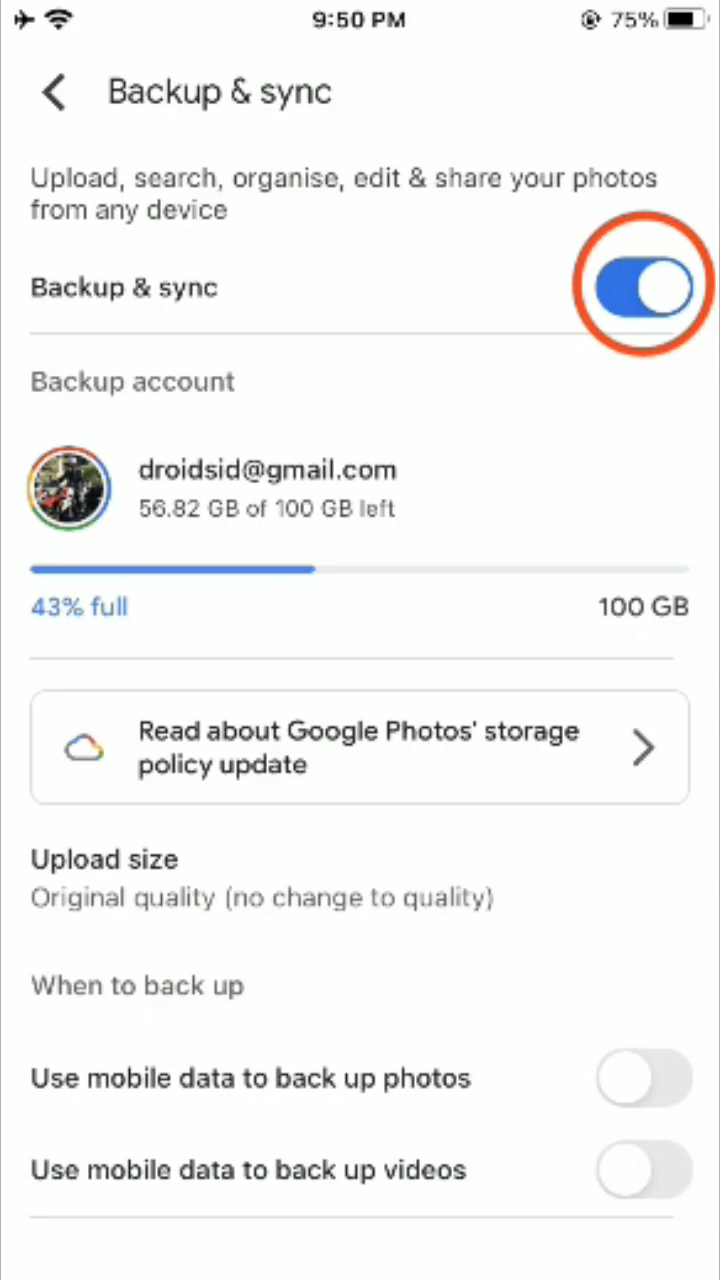 9:50 PM 75%
Backup & sync
Upload, search, organise, edit & share your photos
from any device
Backup & sync
Backup account
droidsid@gmail.com
56.82 GB of 100 GB left
43% full 100 GB
Read about Google Photos' storage
policy update
Upload size
Original quality (no change to quality)
When to back up
Use mobile data to back up photos
Use mobile data to back up videos